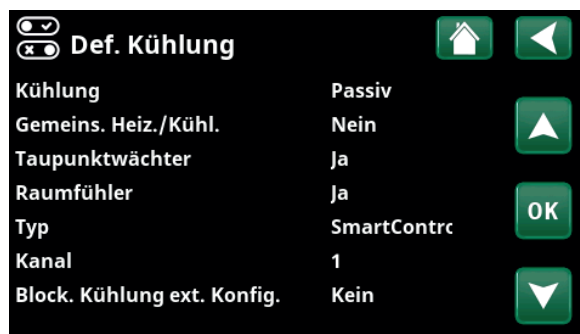 Def. Kühlung
Kühlung Passiv
Gemeins. Heiz./Kühl. Nein
Taupunktwächter Ja
Raumfühler Ja
Typ SmartContrc
OK
Kanal 1
Block. Kühlung ext. Konfig. Kein